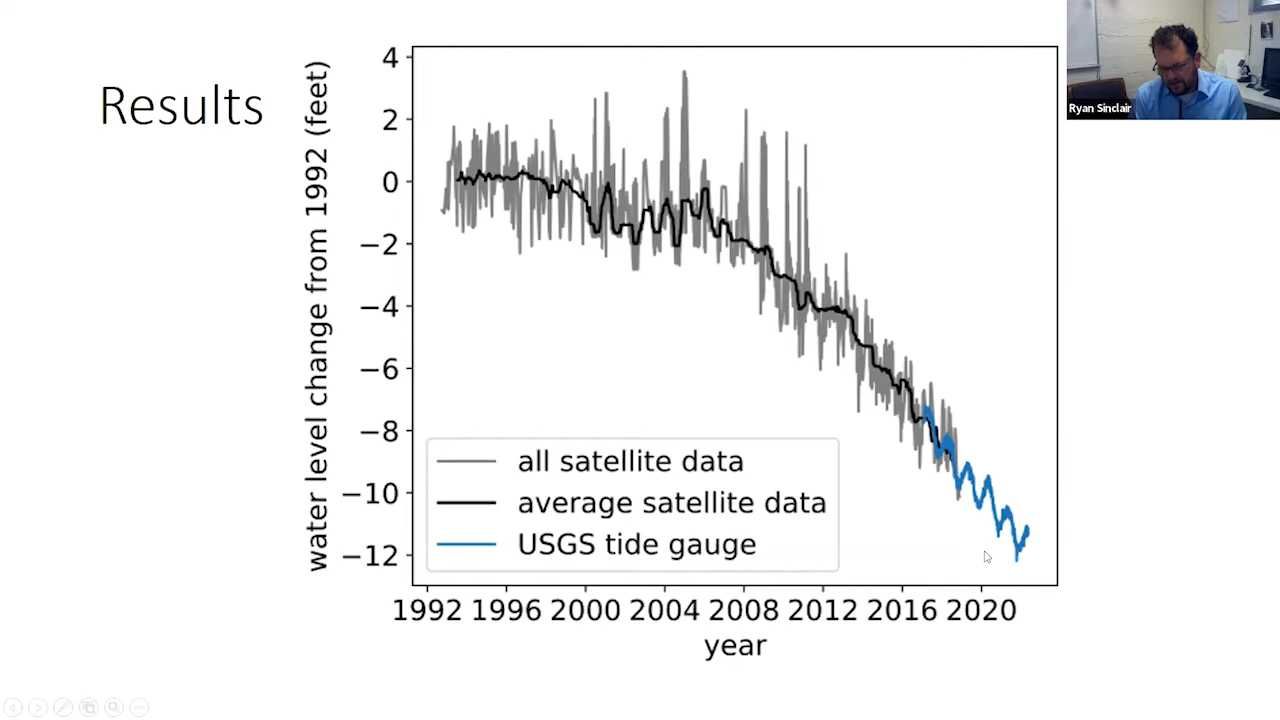 Results
water level change from 1992 (feet)
4
2
0
−2
−4
−6
−8
−10
−12
all satellite data
average satellite data
USGS tide gauge
1992 1996 2000 2004 2008 2012 2016 2020
year
Ryan Sinclair